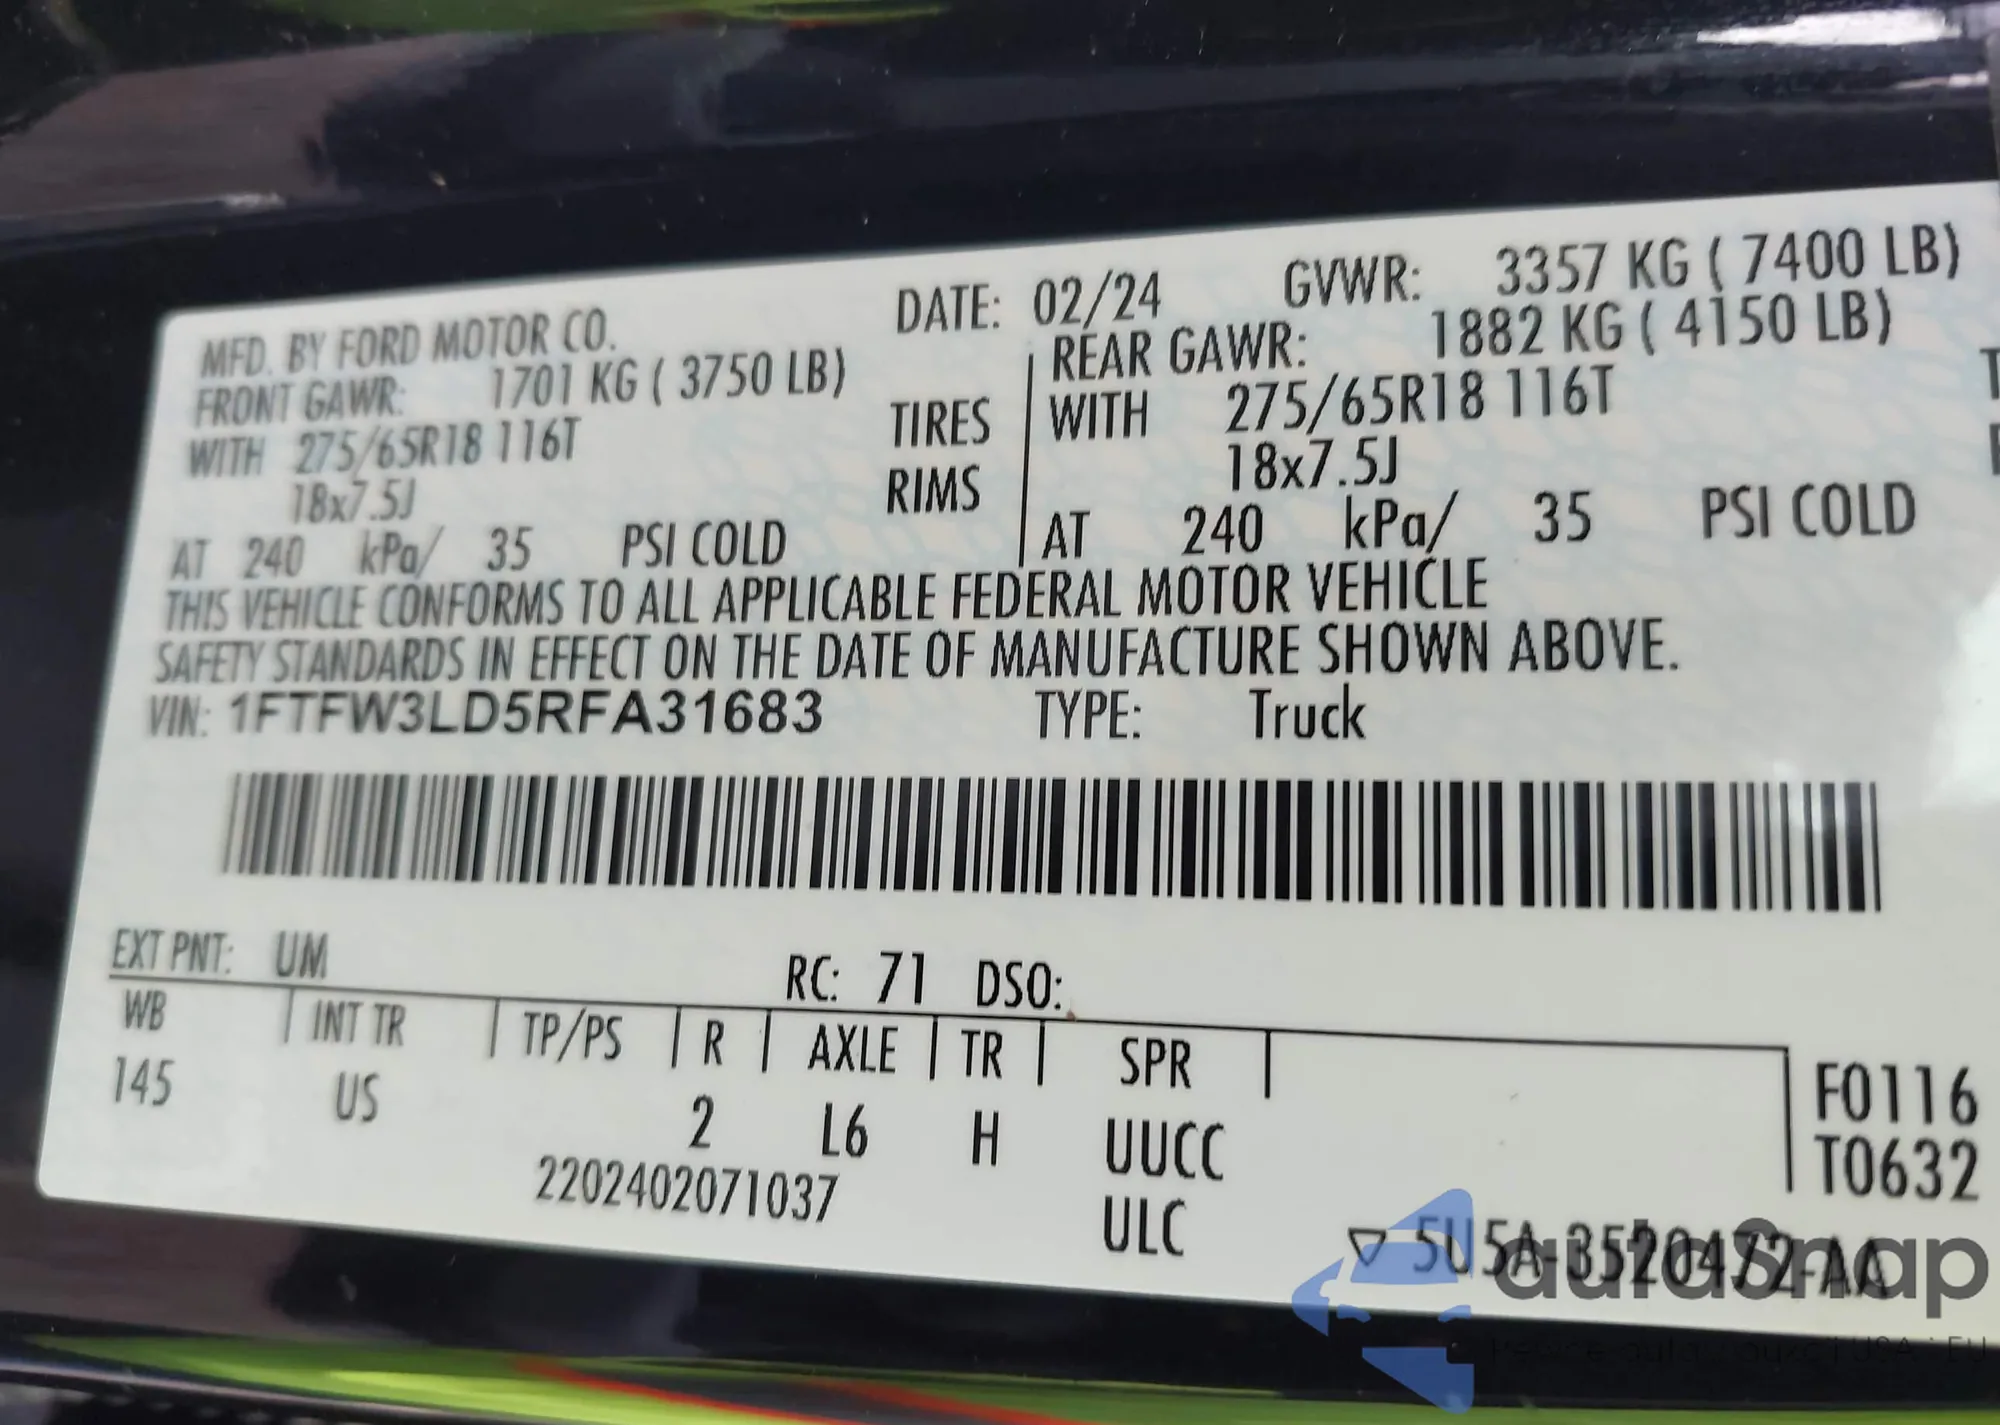 MFD. BY FORD MOTOR CO. DATE: 02/24 GVWR: 3357 KG ( 7400 LB)
FRONT GAWR: 1701 KG ( 3750 LB) REAR GAWR: 1882 KG ( 4150 LB)
WITH 275/65R18 116T TIRES WITH 275/65R18 116T
18x7.5J RIMS 18x7.5J
AT 240 kPa/ 35 PSI COLD AT 240 kPa/ 35 PSI COLD
THIS VEHICLE CONFORMS TO ALL APPLICABLE FEDERAL MOTOR VEHICLE
SAFETY STANDARDS IN EFFECT ON THE DATE OF MANUFACTURE SHOWN ABOVE.
VIN: 1FTFW3LD5RFA31683 TYPE: Truck
EXT PNT: UM RC: 71 DSO:
WB INT TR TP/PS R AXLE TR SPR
145 US 2 L6 H UUCC
F0116
T0632
2202402071037 ULC
▽ 5U5A-3520472-AA
autosnap